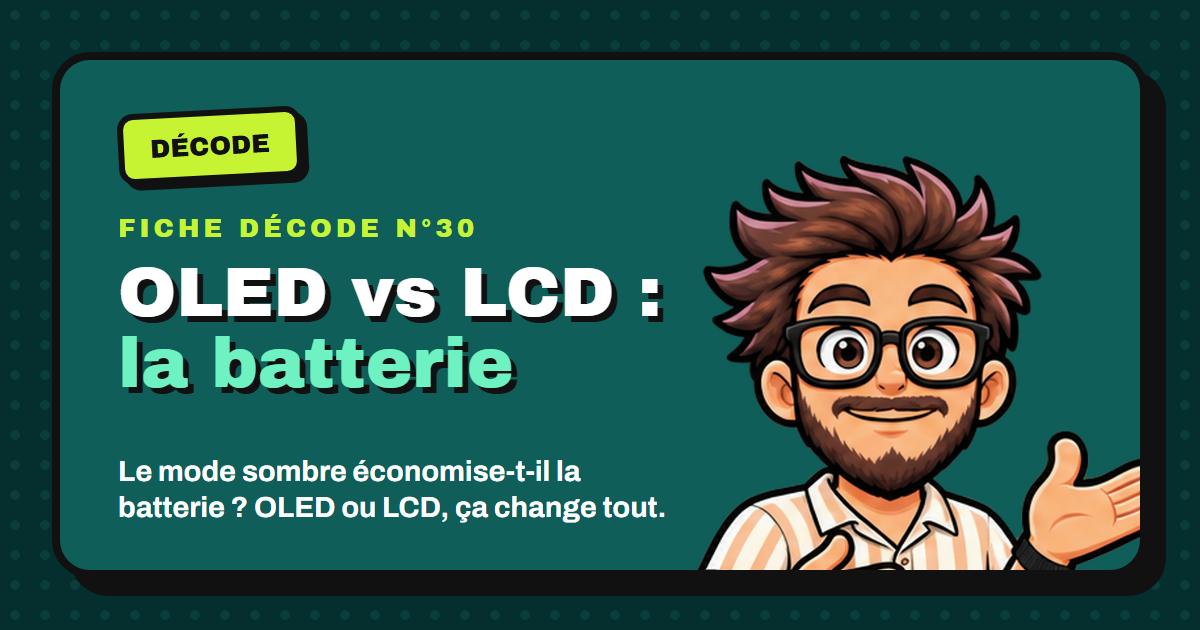 DÉCODE
FICHE DÉCODE N°30
OLED vs LCD :
la batterie
Le mode sombre économise-t-il la
batterie ? OLED ou LCD, ça change tout.